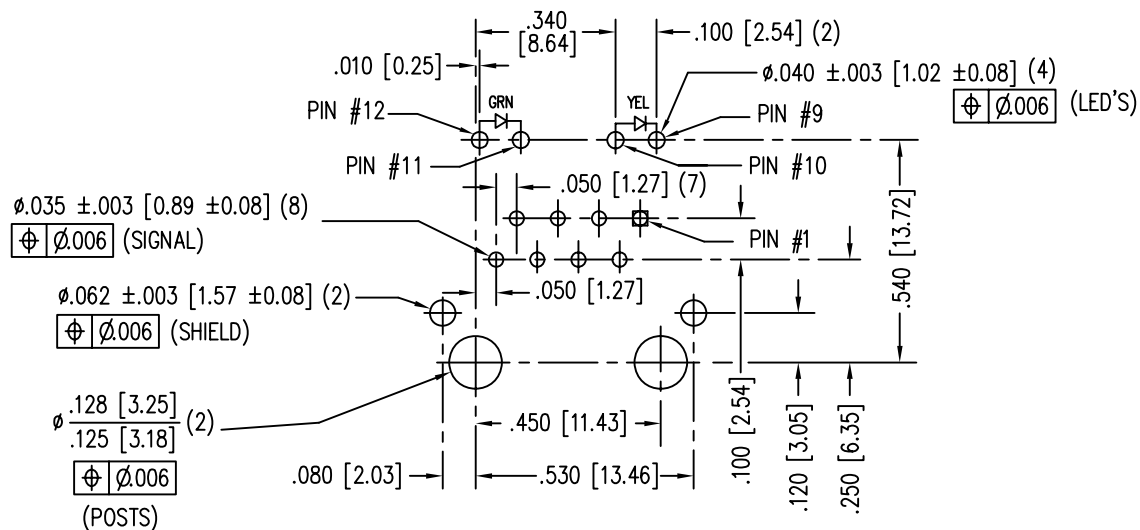 .340
[8.64]
.100 [2.54] (2)
.010 [0.25]
ø.040 ±.003 [1.02 ±0.08] (4)
⌖ Ø.006 (LED'S)
PIN #12
GRN
YEL
PIN #9
PIN #11
PIN #10
.050 [1.27] (7)
ø.035 ±.003 [0.89 ±0.08] (8)
⌖ Ø.006 (SIGNAL)
PIN #1
.540 [13.72]
ø.062 ±.003 [1.57 ±0.08] (2)
⌖ Ø.006 (SHIELD)
.050 [1.27]
ø .128 [3.25]
.125 [3.18] (2)
⌖ Ø.006
(POSTS)
.450 [11.43]
.080 [2.03]
.530 [13.46]
.100 [2.54]
.120 [3.05]
.250 [6.35]